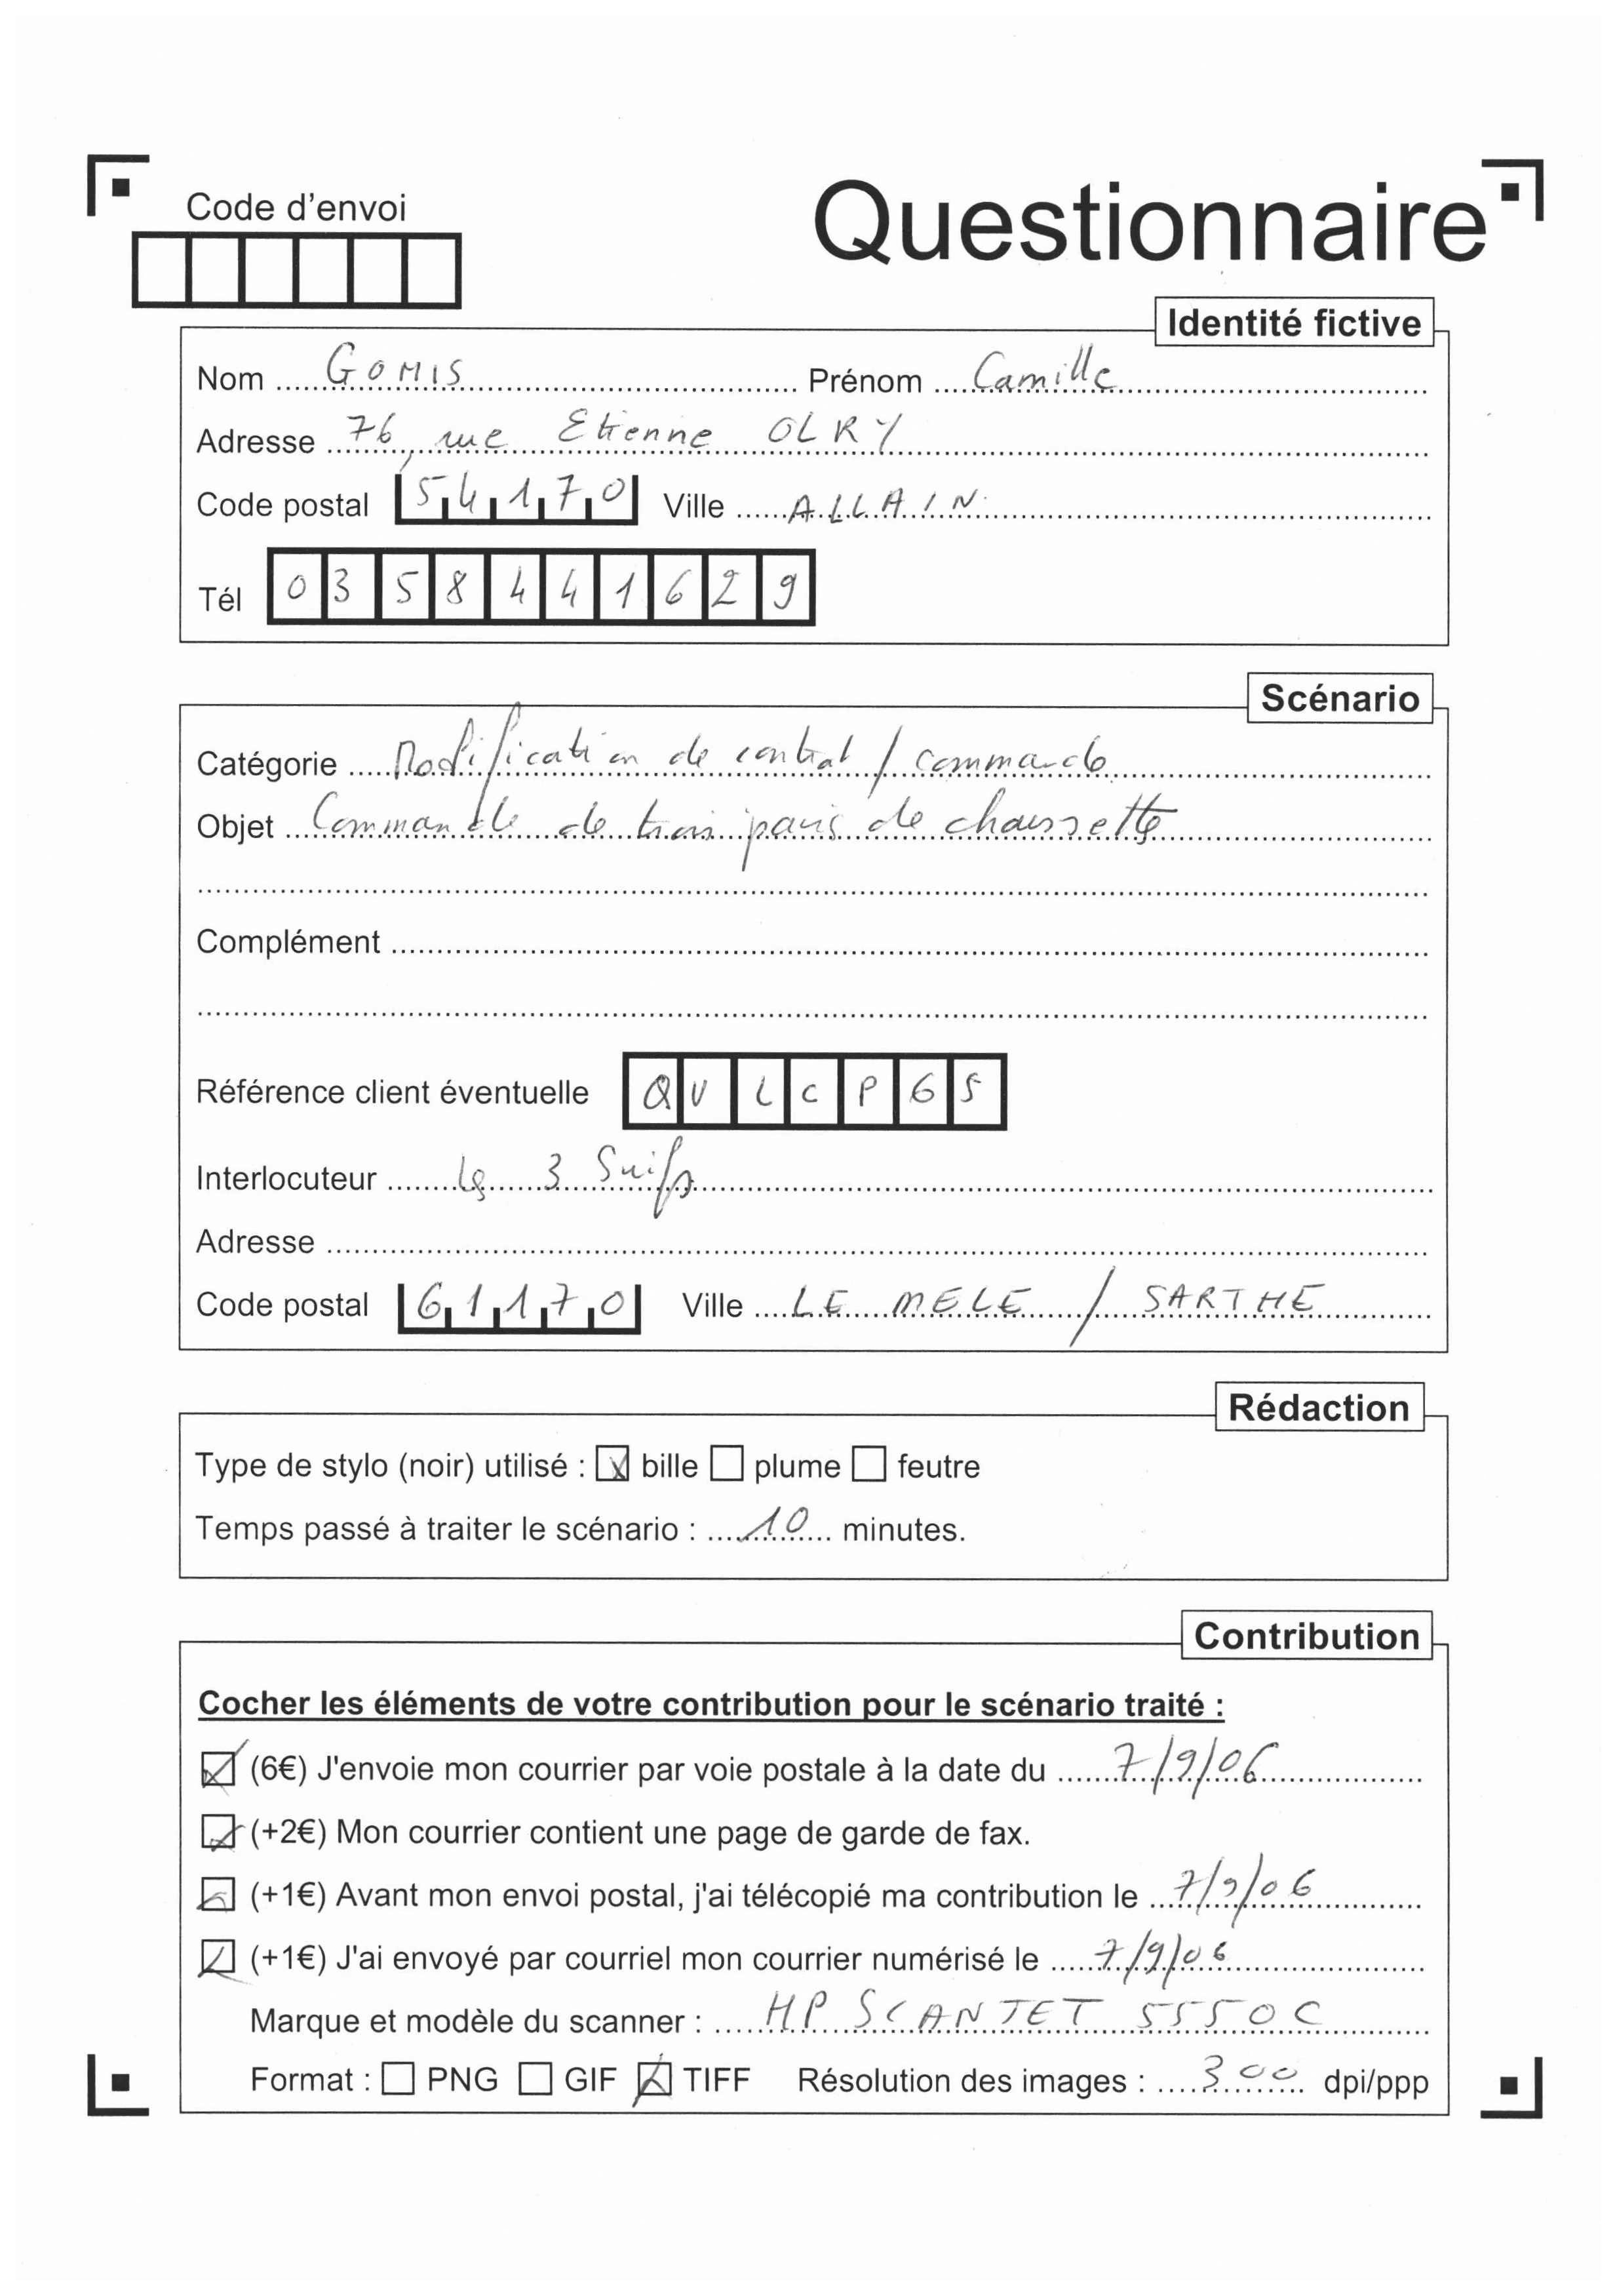 Code d'envoi
Questionnaire
Identité fictive
Nom GOMIS Prénom Camille
Adresse 76, rue Etienne OLRY
Code postal 54170 Ville ALLAIN
Tél 0358441629
Scénario
Catégorie Modification de contrat / commande
Objet Commande de trois paires de chaussette
Complément
Référence client éventuelle QVLCP65
Interlocuteur les 3 Suiss
Adresse
Code postal 61170 Ville LE MELE / SARTHE
Rédaction
Type de stylo (noir) utilisé : bille plume feutre
Temps passé à traiter le scénario : 10 minutes.
Contribution
Cocher les éléments de votre contribution pour le scénario traité :
(6€) J'envoie mon courrier par voie postale à la date du 7/9/06
(+2€) Mon courrier contient une page de garde de fax.
(+1€) Avant mon envoi postal, j'ai télécopié ma contribution le 7/9/06
(+1€) J'ai envoyé par courriel mon courrier numérisé le 7/9/06
Marque et modèle du scanner : HP SCANJET 5550C
Format : PNG GIF TIFF Résolution des images : 300 dpi/ppp